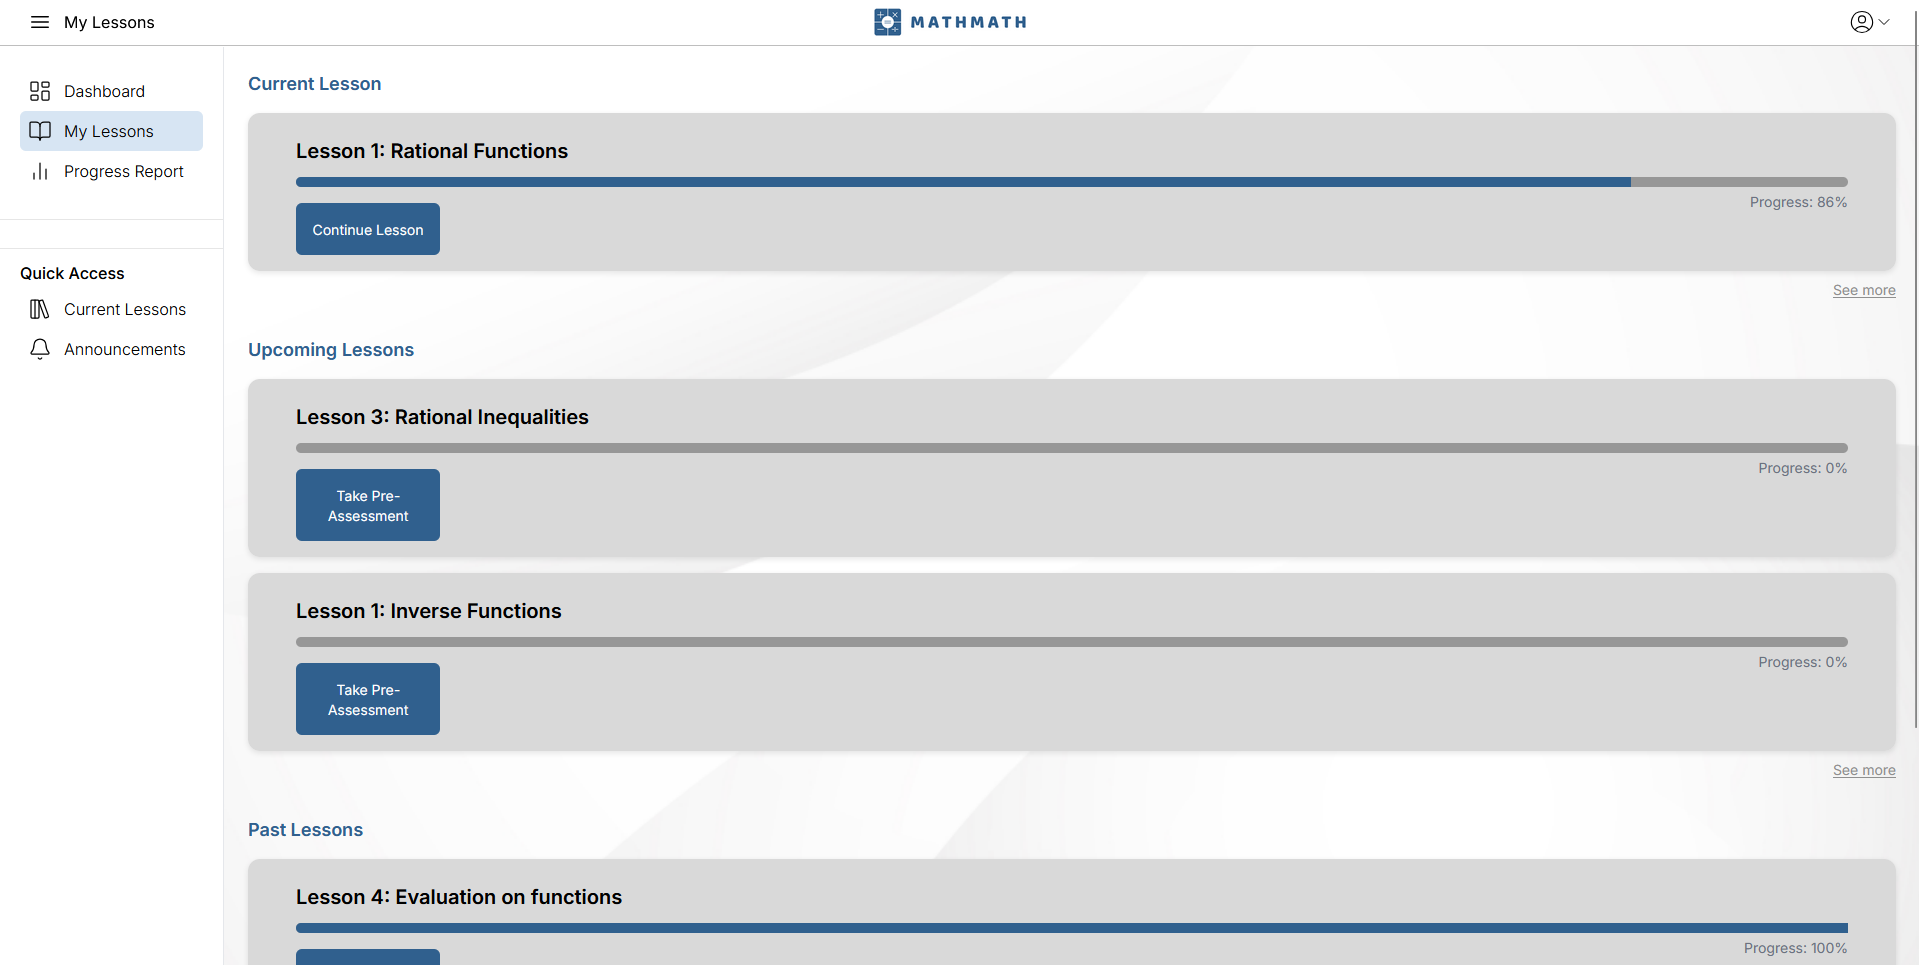 My Lessons
MATHMATH
Dashboard
My Lessons
Progress Report
Quick Access
Current Lessons
Announcements
Current Lesson
Lesson 1: Rational Functions
Progress: 86%
Continue Lesson
See more
Upcoming Lessons
Lesson 3: Rational Inequalities
Progress: 0%
Take Pre-
Assessment
Lesson 1: Inverse Functions
Progress: 0%
Take Pre-
Assessment
See more
Past Lessons
Lesson 4: Evaluation on functions
Progress: 100%